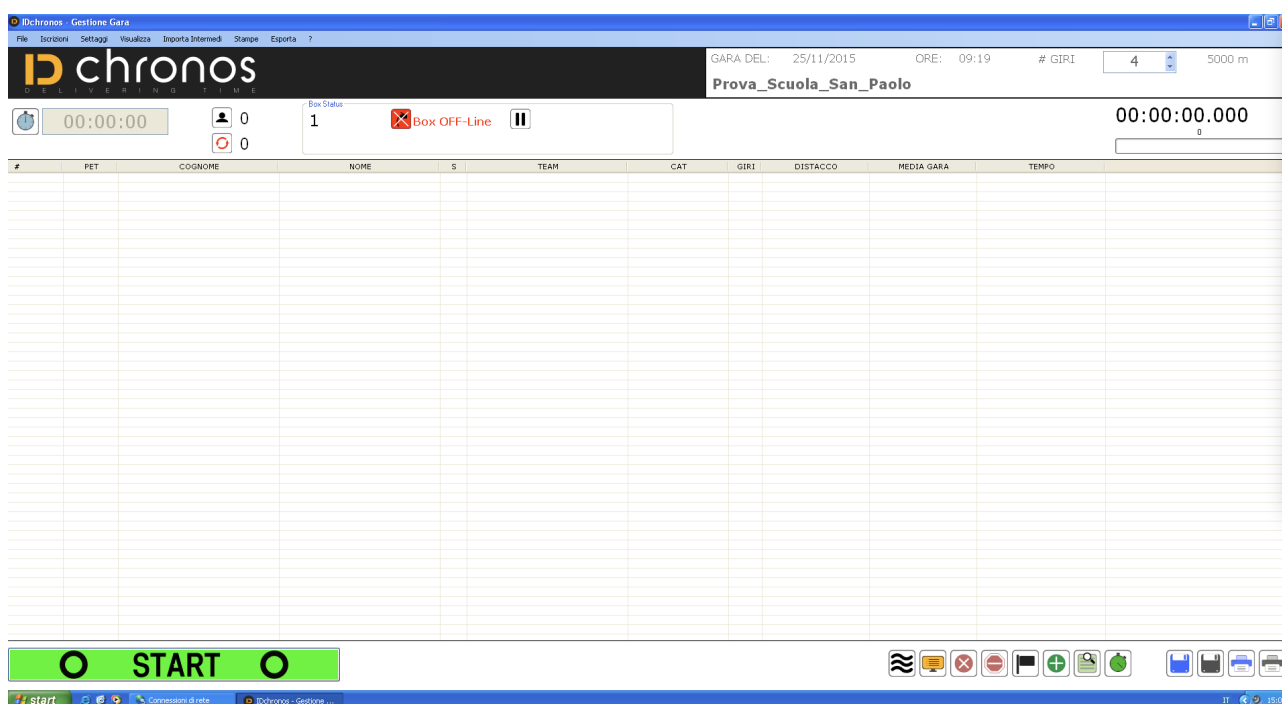 IDchronos - Gestione Gara
File Iscrizioni Settaggi Visualizza Importa Intermedi Stampe Esporta ?
ID chronos
DELIVERING TIME
GARA DEL: 25/11/2015 ORE: 09:19 # GIRI 4 5000 m
Prova_Scuola_San_Paolo
00:00:00
0
0
Box Status
1 Box OFF-Line
00:00:00.000
0
# PET COGNOME NOME S TEAM CAT GIRI DISTACCO MEDIA GARA TEMPO
START
start Connessioni di rete IDchronos - Gestione ... IT